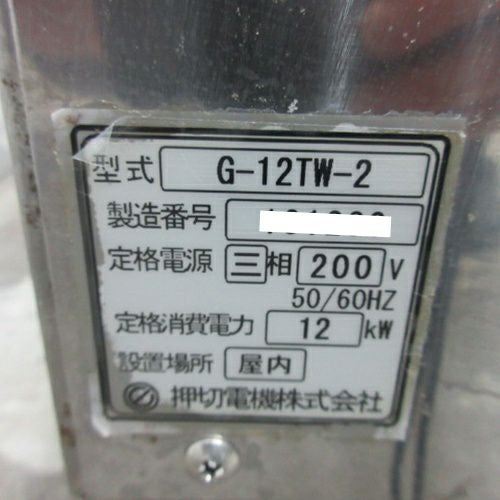 型式 G-12TW-2
製造番号
定格電源 三相 200V
50/60HZ
定格消費電力 12 kW
設置場所 屋内
押切電機株式会社